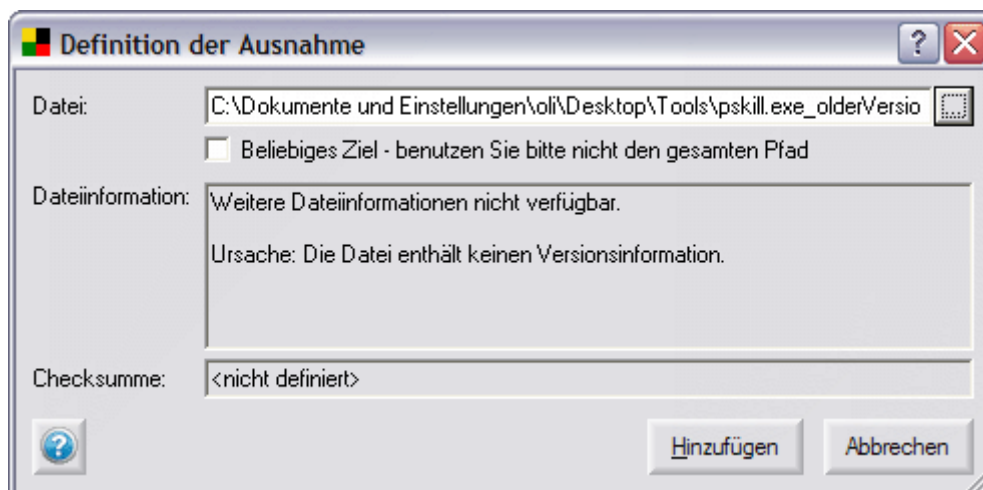 Definition der Ausnahme
Datei: C:\Dokumente und Einstellungen\oli\Desktop\Tools\pskill.exe_olderVersio
Beliebiges Ziel - benutzen Sie bitte nicht den gesamten Pfad
Dateiinformation: Weitere Dateiinformationen nicht verfügbar.
Ursache: Die Datei enthält keinen Versionsinformation.
Checksumme: <nicht definiert>
Hinzufügen Abbrechen